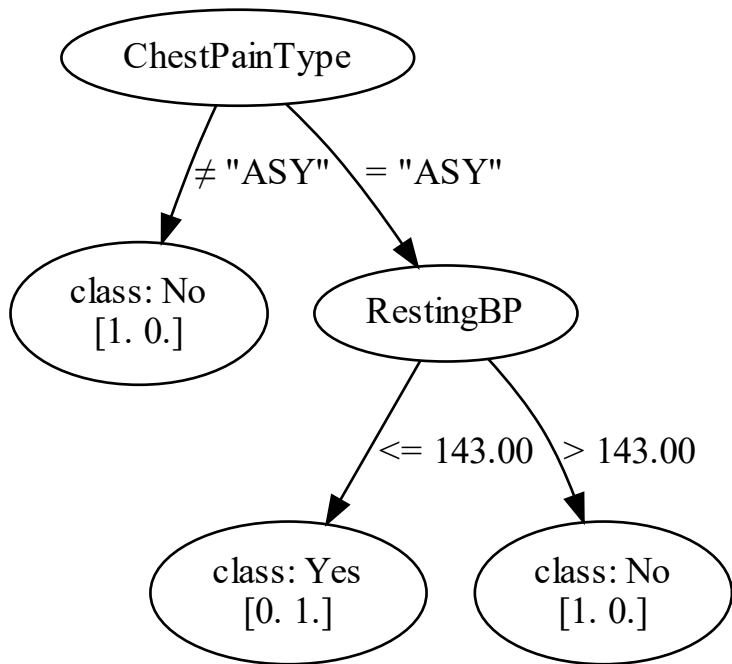 ChestPainType
≠ "ASY"
= "ASY"
class: No
[1. 0.]
RestingBP
<= 143.00
> 143.00
class: Yes
[0. 1.]
class: No
[1. 0.]